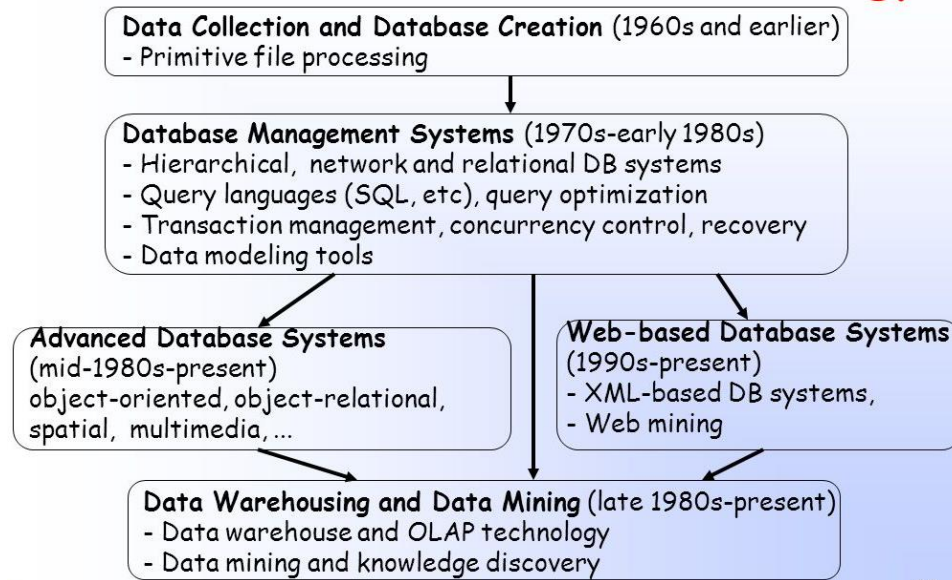 Data Collection and Database Creation (1960s and earlier)
- Primitive file processing
Database Management Systems (1970s-early 1980s)
- Hierarchical, network and relational DB systems
- Query languages (SQL, etc), query optimization
- Transaction management, concurrency control, recovery
- Data modeling tools
Advanced Database Systems
(mid-1980s-present)
object-oriented, object-relational,
spatial, multimedia, ...
Web-based Database Systems
(1990s-present)
- XML-based DB systems,
- Web mining
Data Warehousing and Data Mining (late 1980s-present)
- Data warehouse and OLAP technology
- Data mining and knowledge discovery